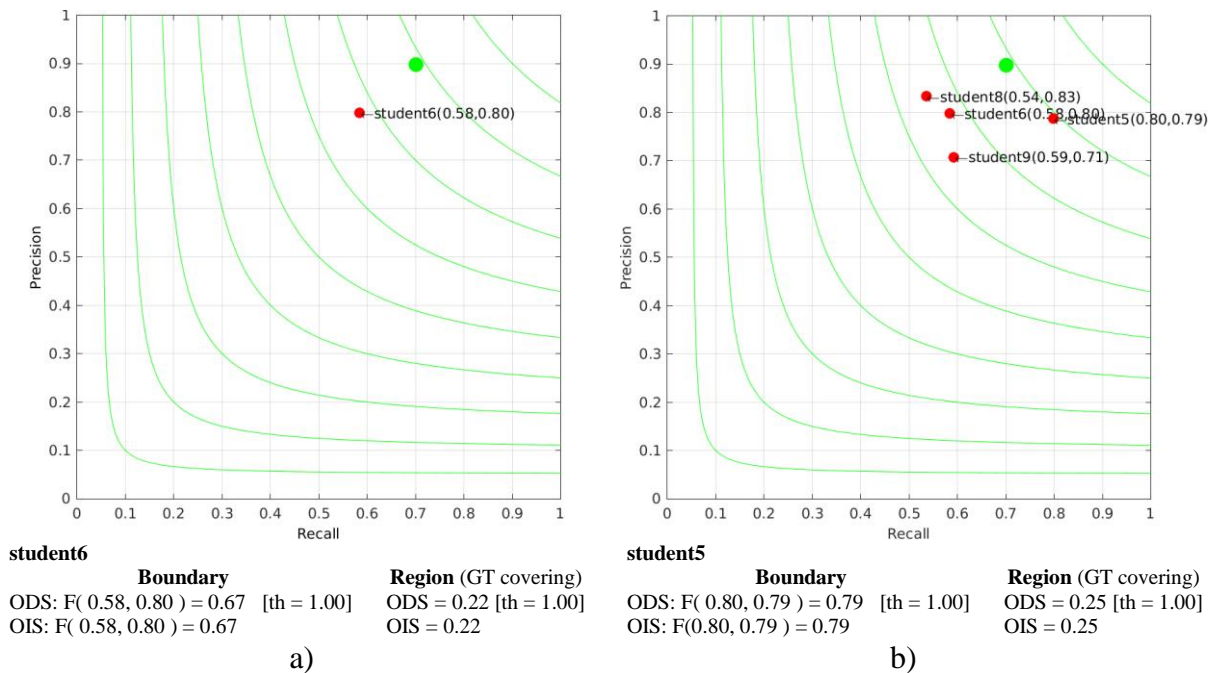 1
0.9
0.8
0.7
0.6
0.5
0.4
0.3
0.2
0.1
0
Precision
student6(0.58,0.80)
0 0.1 0.2 0.3 0.4 0.5 0.6 0.7 0.8 0.9 1
Recall
student6
Boundary Region (GT covering)
ODS: F( 0.58, 0.80 ) = 0.67 [th = 1.00] ODS = 0.22 [th = 1.00]
OIS: F( 0.58, 0.80 ) = 0.67 OIS = 0.22
a)
1
0.9
0.8
0.7
0.6
0.5
0.4
0.3
0.2
0.1
0
Precision
student8(0.54,0.83)
student6(0.58,0.80)
student5(0.80,0.79)
student9(0.59,0.71)
0 0.1 0.2 0.3 0.4 0.5 0.6 0.7 0.8 0.9 1
Recall
student5
Boundary Region (GT covering)
ODS: F( 0.80, 0.79 ) = 0.79 [th = 1.00] ODS = 0.25 [th = 1.00]
OIS: F(0.80, 0.79 ) = 0.79 OIS = 0.25
b)